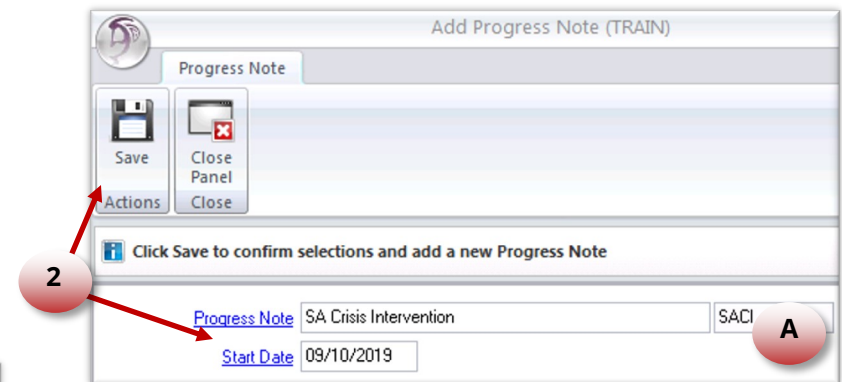 Add Progress Note (TRAIN)
Progress Note
Save
Close
Panel
Actions
Close
Click Save to confirm selections and add a new Progress Note
2
Progress Note SA Crisis Intervention SACI A
Start Date 09/10/2019